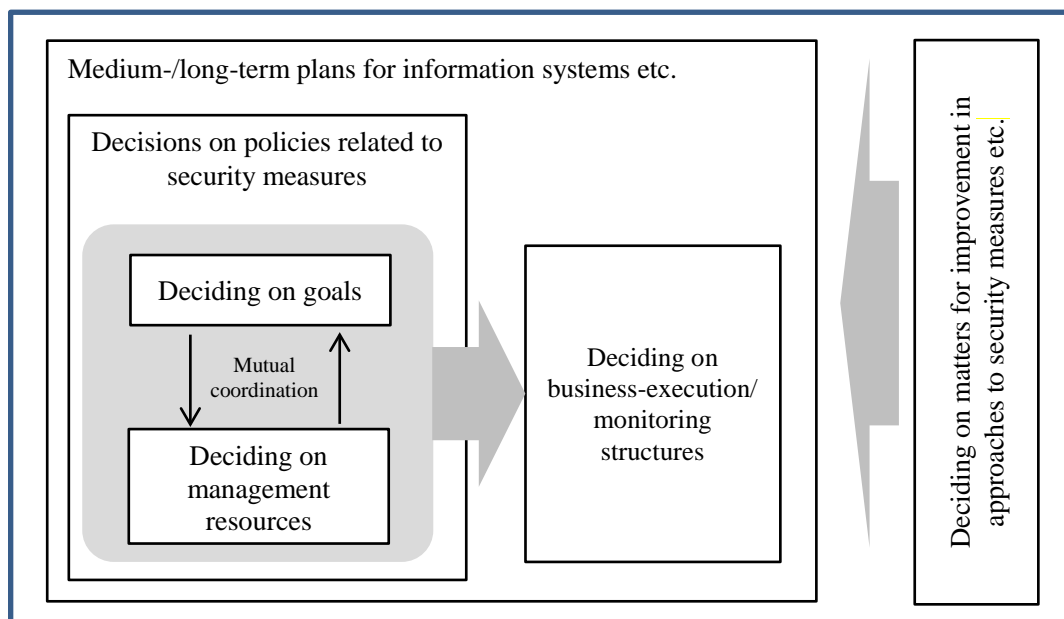 Medium-/long-term plans for information systems etc.
Decisions on policies related to
security measures
Deciding on goals
Mutual
coordination
Deciding on
management
resources
Deciding on
business-execution/
monitoring
structures
Deciding on matters for improvement in
approaches to security measures etc.